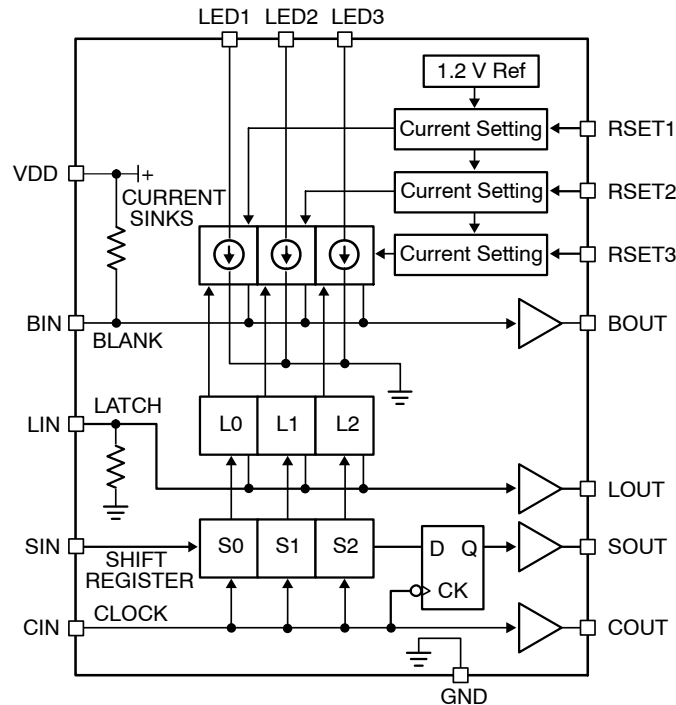 LED1 LED2 LED3
1.2 V Ref
Current Setting
RSET1
VDD
+
CURRENT
SINKS
Current Setting
RSET2
Current Setting
RSET3
BIN
BLANK
BOUT
LIN
LATCH
L0 L1 L2
LOUT
SIN
SHIFT
REGISTER
S0 S1 S2
D Q
CK
SOUT
CIN
CLOCK
COUT
GND